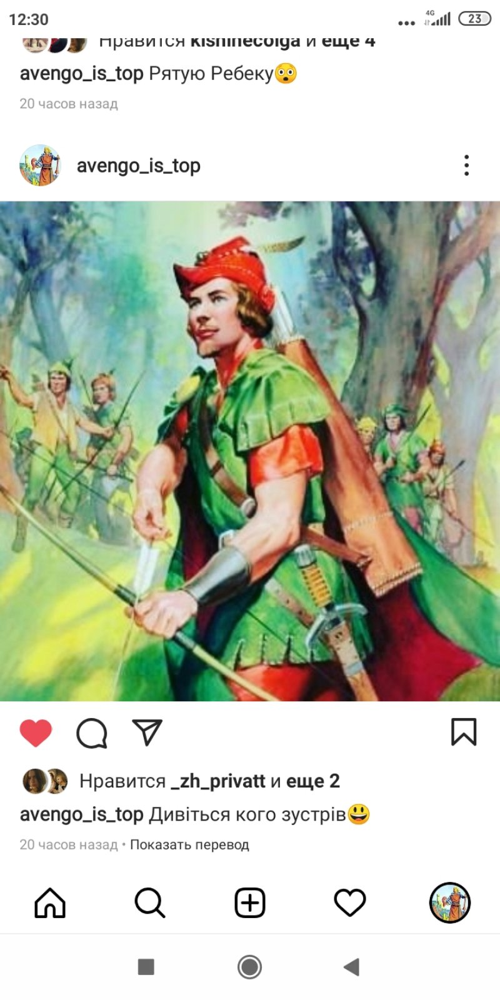 12:30
4G
23
Нравится kishinecolga и еще 4
avengo_is_top Рятую Ребеку😲
20 часов назад
avengo_is_top
Нравится _zh_privatt и еще 2
avengo_is_top Дивіться кого зустрів😃
20 часов назад • Показать перевод